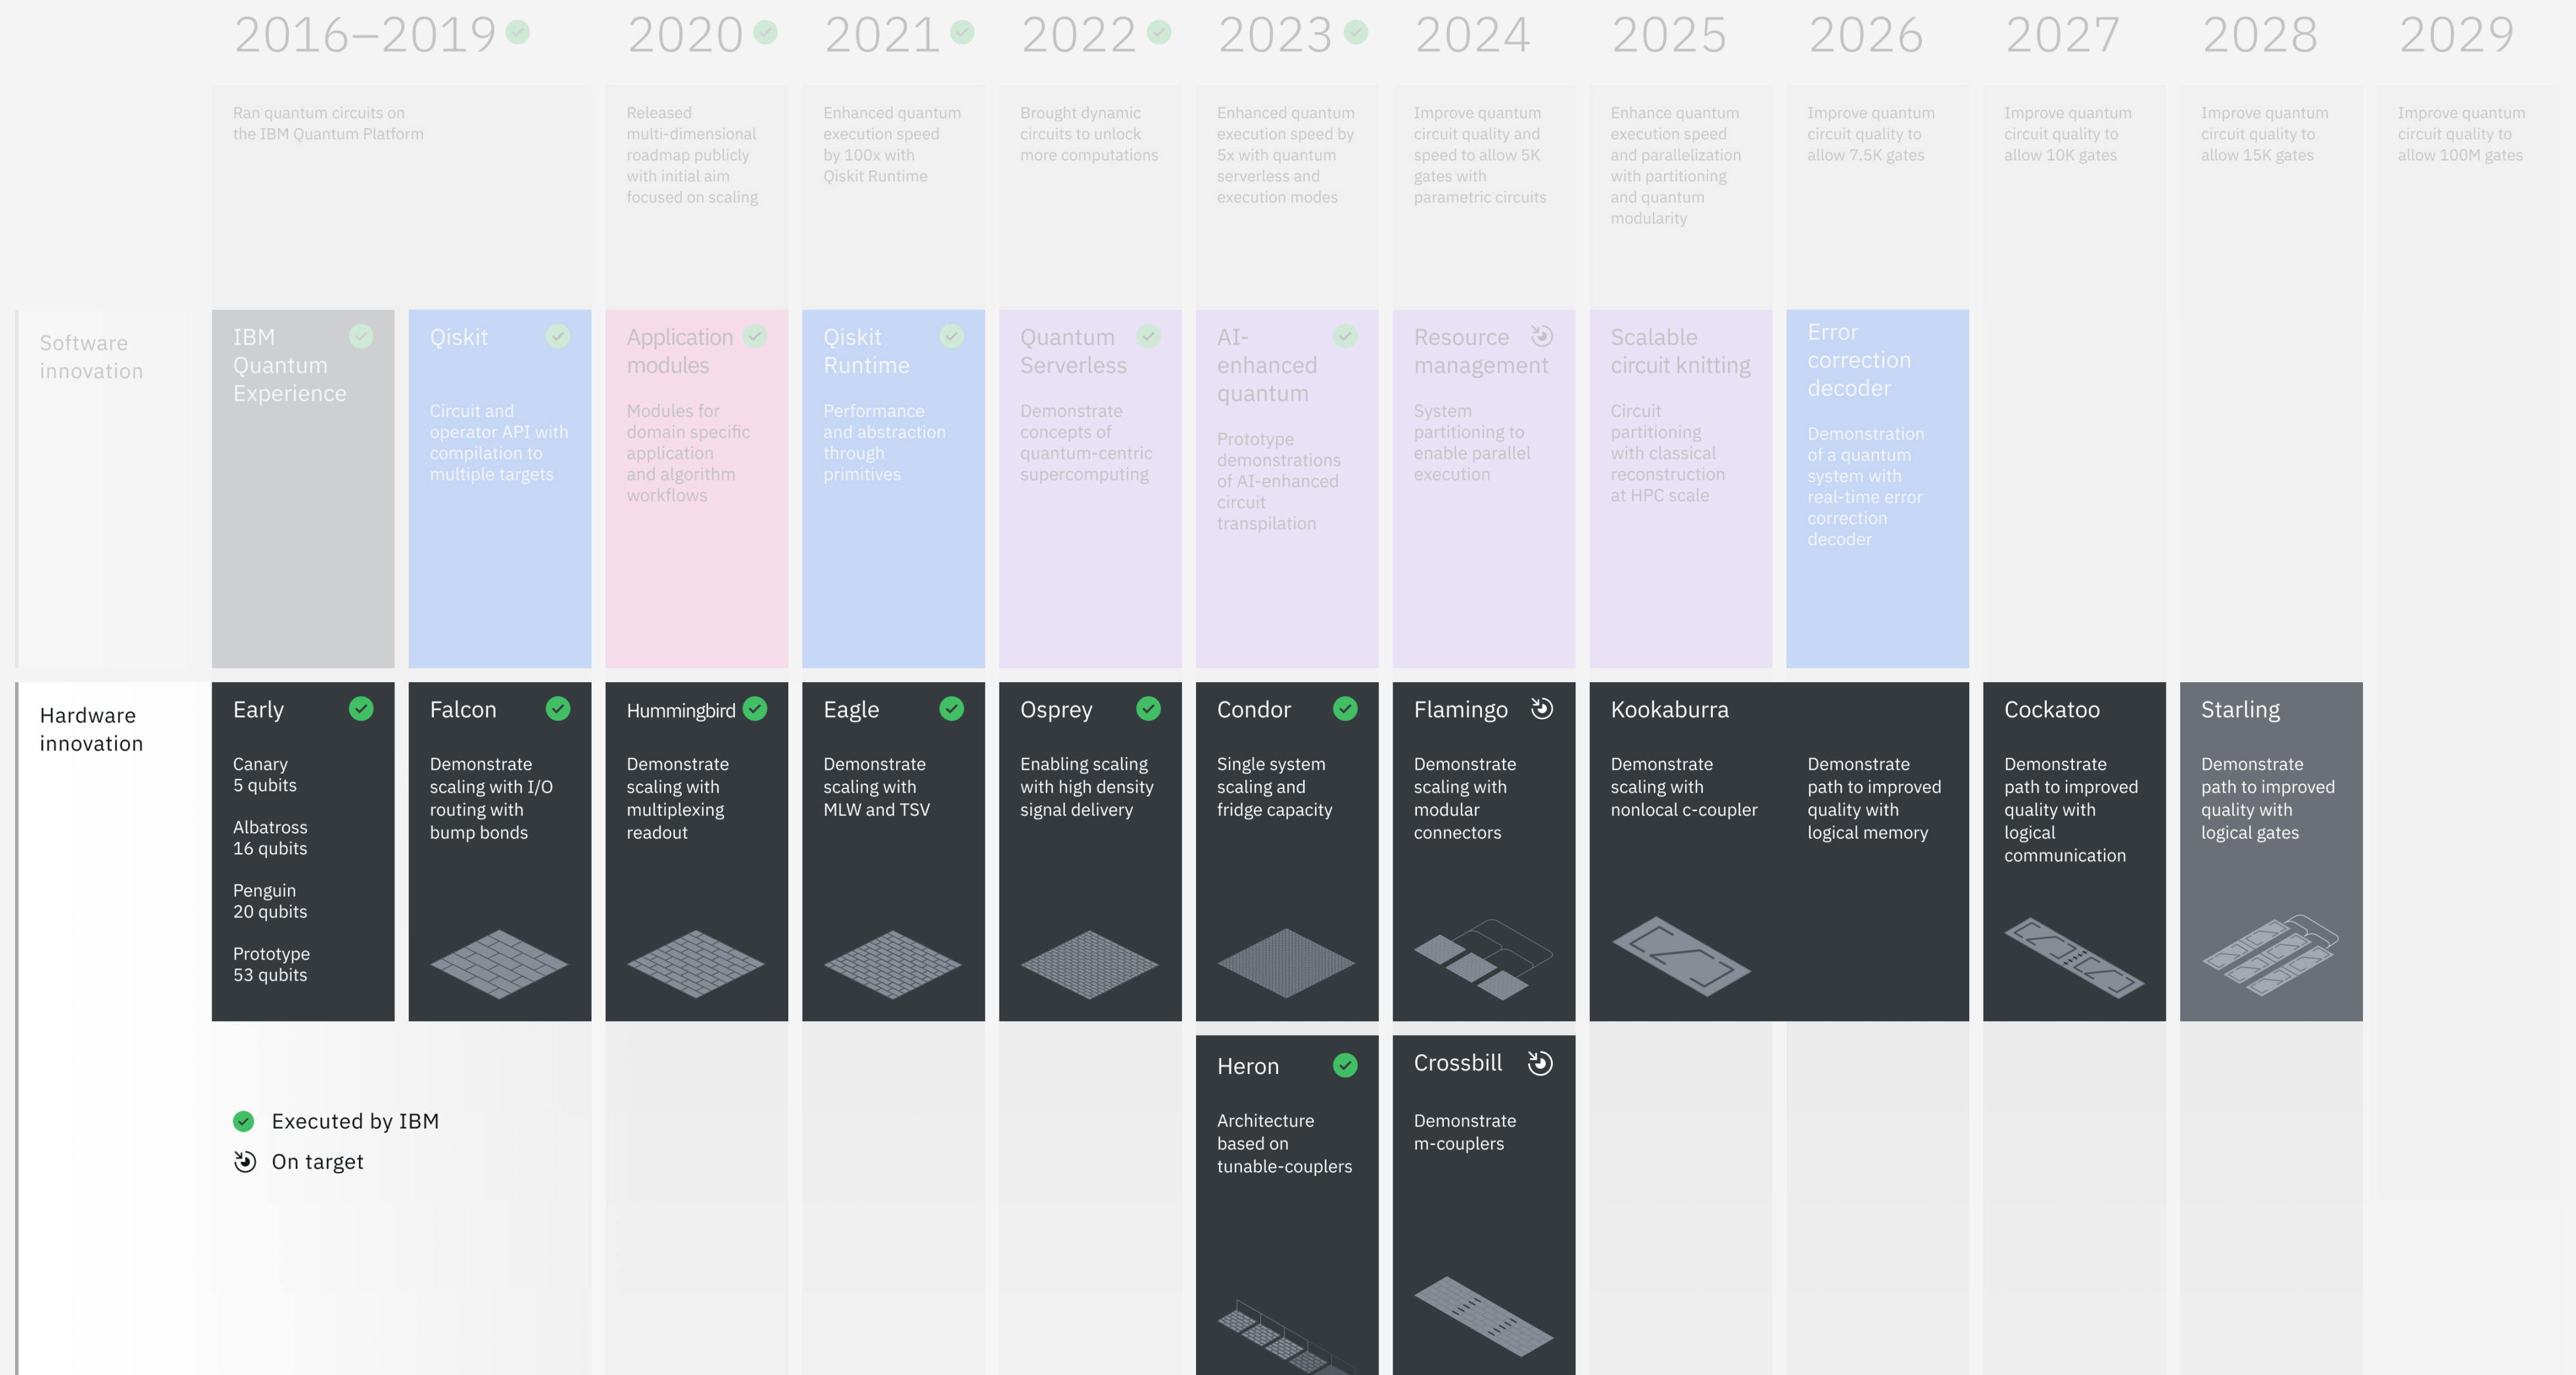 2016–2019
2020
2021
2022
2023
2024
2025
2026
2027
2028
2029
Ran quantum circuits on
the IBM Quantum Platform
Released
multi-dimensional
roadmap publicly
with initial aim
focused on scaling
Enhanced quantum
execution speed
by 100x with
Qiskit Runtime
Brought dynamic
circuits to unlock
more computations
Enhanced quantum
execution speed by
5x with quantum
serverless and
execution modes
Improve quantum
circuit quality and
speed to allow 5K
gates with
parametric circuits
Enhance quantum
execution speed
and parallelization
with partitioning
and quantum
modularity
Improve quantum
circuit quality to
allow 7.5K gates
Improve quantum
circuit quality to
allow 10K gates
Improve quantum
circuit quality to
allow 15K gates
Improve quantum
circuit quality to
allow 100M gates
Software
innovation
IBM
Quantum
Experience
Qiskit
Circuit and
operator API with
compilation to
multiple targets
Application
modules
Modules for
domain specific
application
and algorithm
workflows
Qiskit
Runtime
Performance
and abstraction
through
primitives
Quantum
Serverless
Demonstrate
concepts of
quantum-centric
supercomputing
AI-
enhanced
quantum
Prototype
demonstrations
of AI-enhanced
circuit
transpilation
Resource
management
System
partitioning to
enable parallel
execution
Scalable
circuit knitting
Circuit
partitioning
with classical
reconstruction
at HPC scale
Error
correction
decoder
Demonstration
of a quantum
system with
real-time error
correction
decoder
Hardware
innovation
Early
Canary
5 qubits
Albatross
16 qubits
Penguin
20 qubits
Prototype
53 qubits
Falcon
Demonstrate
scaling with I/O
routing with
bump bonds
Hummingbird
Demonstrate
scaling with
multiplexing
readout
Eagle
Demonstrate
scaling with
MLW and TSV
Osprey
Enabling scaling
with high density
signal delivery
Condor
Single system
scaling and
fridge capacity
Flamingo
Demonstrate
scaling with
modular
connectors
Kookaburra
Demonstrate
scaling with
nonlocal c-coupler
Demonstrate
path to improved
quality with
logical memory
Cockatoo
Demonstrate
path to improved
quality with
logical
communication
Starling
Demonstrate
path to improved
quality with
logical gates
Heron
Architecture
based on
tunable-couplers
Crossbill
Demonstrate
m-couplers
Executed by IBM
On target